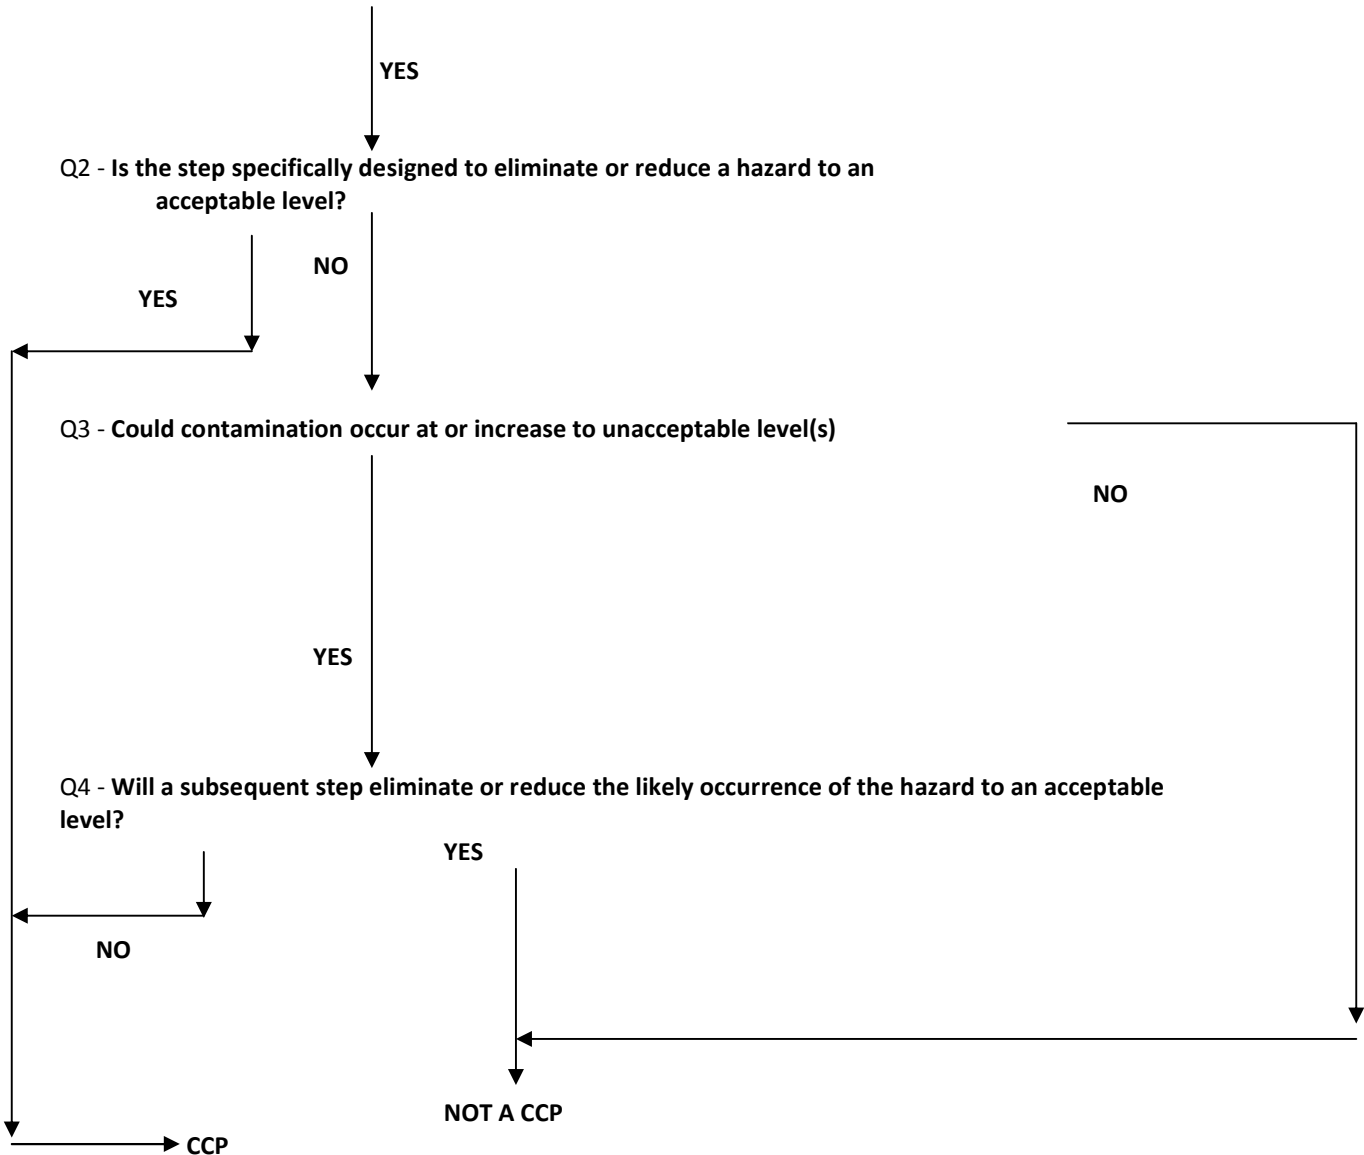 YES
Q2 - Is the step specifically designed to eliminate or reduce a hazard to an
acceptable level?
NO
YES
Q3 - Could contamination occur at or increase to unacceptable level(s)
NO
YES
Q4 - Will a subsequent step eliminate or reduce the likely occurrence of the hazard to an acceptable
level?
YES
NO
NOT A CCP
CCP